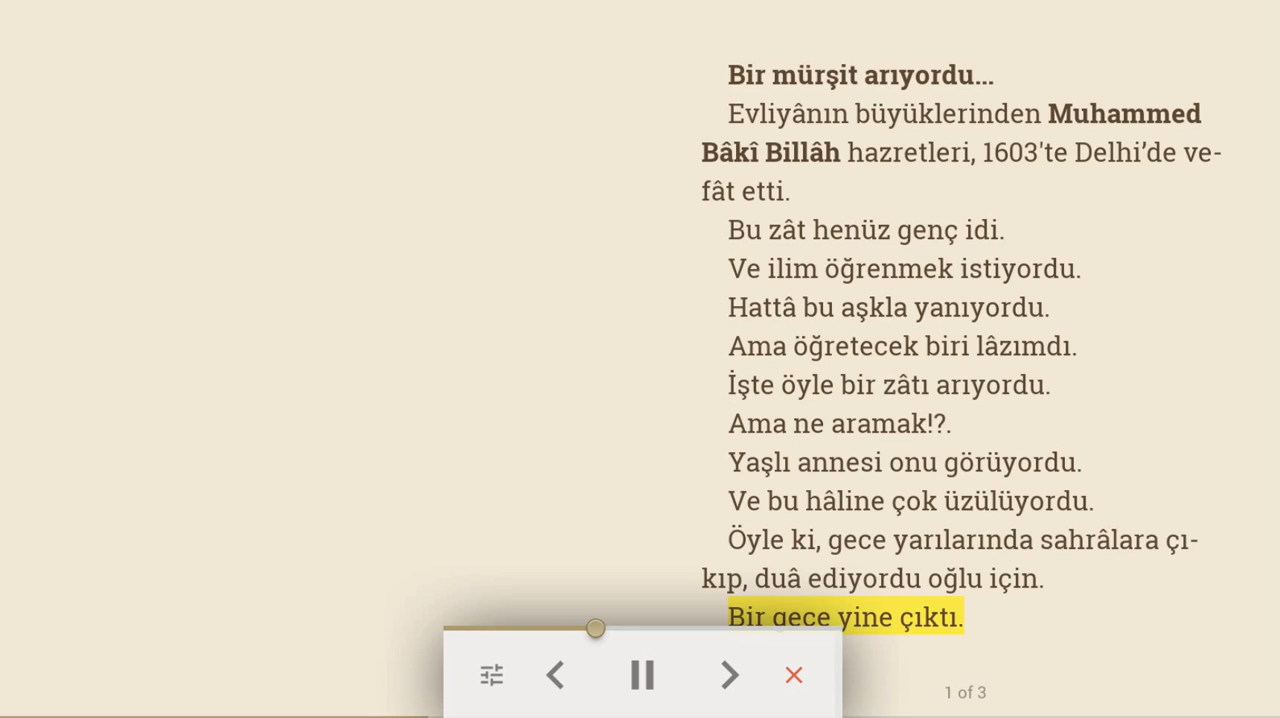 Bir mürşit arıyordu...
Evliyânın büyüklerinden Muhammed
Bâkî Billâh hazretleri, 1603'te Delhi’de ve-
fât etti.
Bu zât henüz genç idi.
Ve ilim öğrenmek istiyordu.
Hattâ bu aşkla yanıyordu.
Ama öğretecek biri lâzımdı.
İşte öyle bir zâtı arıyordu.
Ama ne aramak!?.
Yaşlı annesi onu görüyordu.
Ve bu hâline çok üzülüyordu.
Öyle ki, gece yarılarında sahrâlara çı-
kıp, duâ ediyordu oğlu için.
Bir gece yine çıktı.
1 of 3